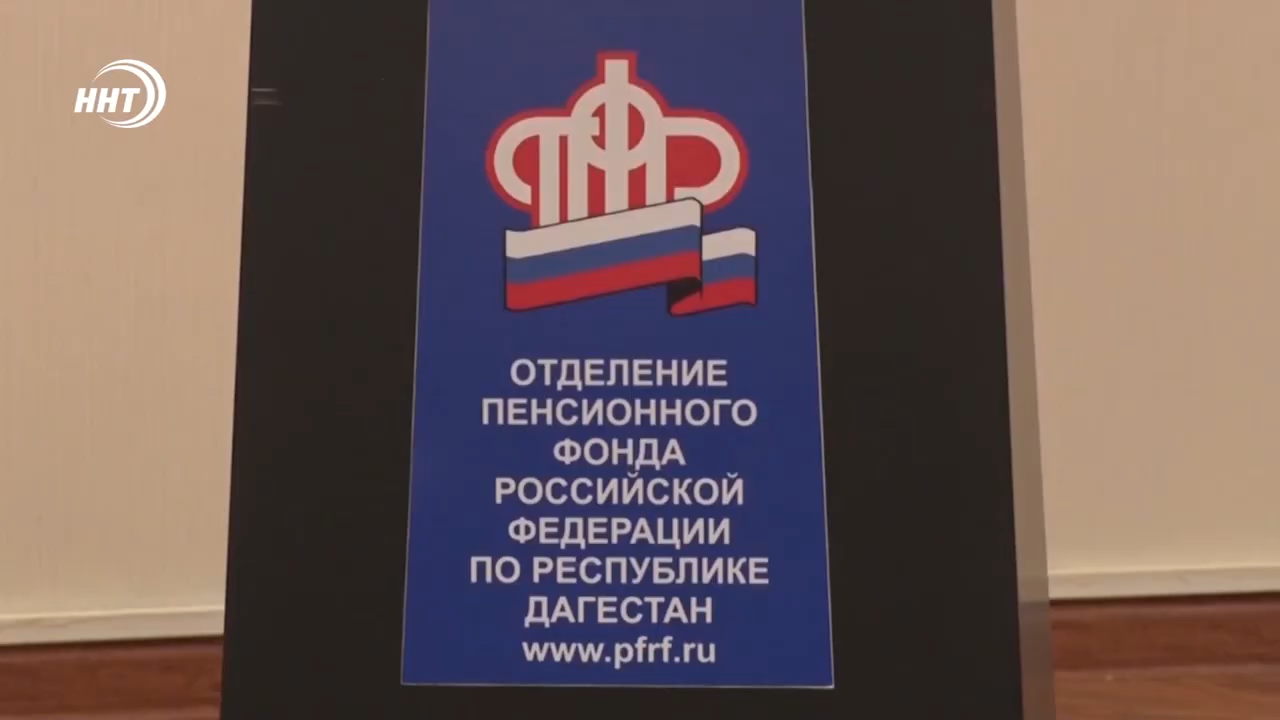 ННТ
ПФР
ОТДЕЛЕНИЕ
ПЕНСИОННОГО
ФОНДА
РОССИЙСКОЙ
ФЕДЕРАЦИИ
ПО РЕСПУБЛИКЕ
ДАГЕСТАН
www.pfrf.ru